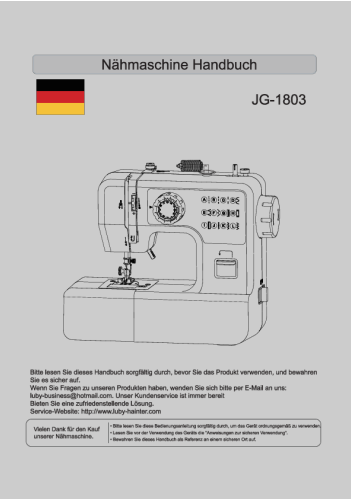 Nähmaschine Handbuch
JG-1803
A B C D
E F G H
I J K L
Bitte lesen Sie dieses Handbuch sorgfältig durch, bevor Sie das Produkt verwenden, und bewahren
Sie es sicher auf.
Wenn Sie Fragen zu unseren Produkten haben, wenden Sie sich bitte per E-Mail an uns:
luby-business@hotmail.com. Unser Kundenservice ist immer bereit
Bieten Sie eine zufriedenstellende Lösung.
Service-Website: http://www.luby-hainter.com
Vielen Dank für den Kauf
unserer Nähmaschine.
• Bitte lesen Sie diese Bedienungsanleitung sorgfältig durch, um das Gerät ordnungsgemäß zu verwenden.
• Lesen Sie vor der Verwendung des Geräts die "Anweisungen zur sicheren Verwendung".
• Bewahren Sie dieses Handbuch als Referenz an einem sicheren Ort auf.